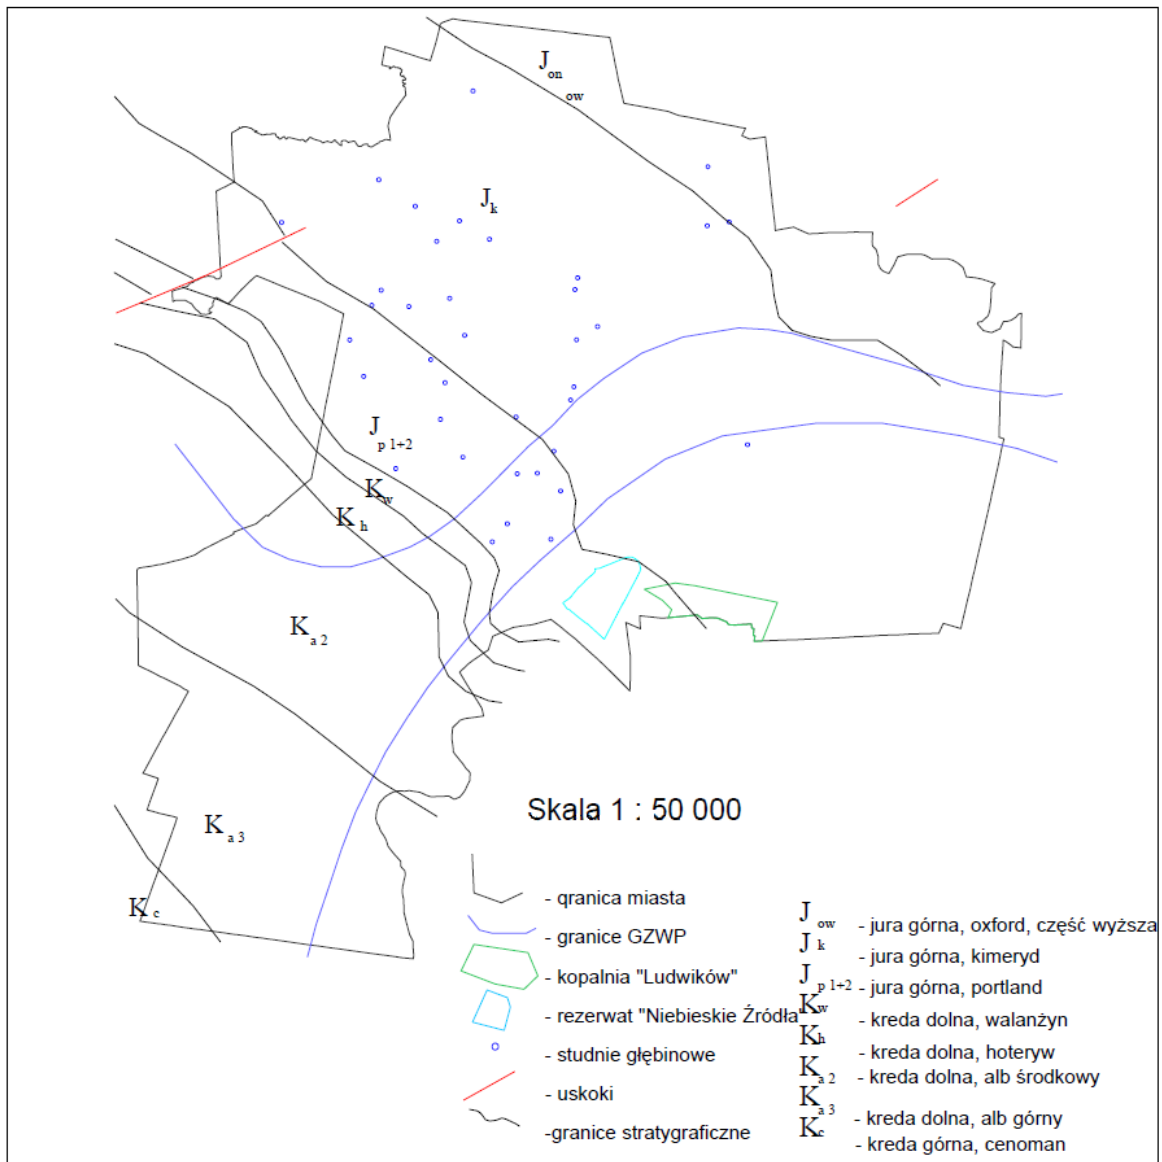 J on
ow
J k
J p 1+2
K w
K h
K a 2
K a 3
K c
Skala 1 : 50 000
- granica miasta
- granice GZWP
- kopalnia "Ludwików"
- rezerwat "Niebieskie Źródła"
- studnie głębinowe
- uskoki
-granice stratygraficzne
J ow - jura górna, oxford, część wyższa
J k - jura górna, kimeryd
J p 1+2 - jura górna, portland
K w - kreda dolna, walanżyn
K h - kreda dolna, hoteryw
K a 2 - kreda dolna, alb środkowy
K a 3 - kreda dolna, alb górny
K c - kreda górna, cenoman